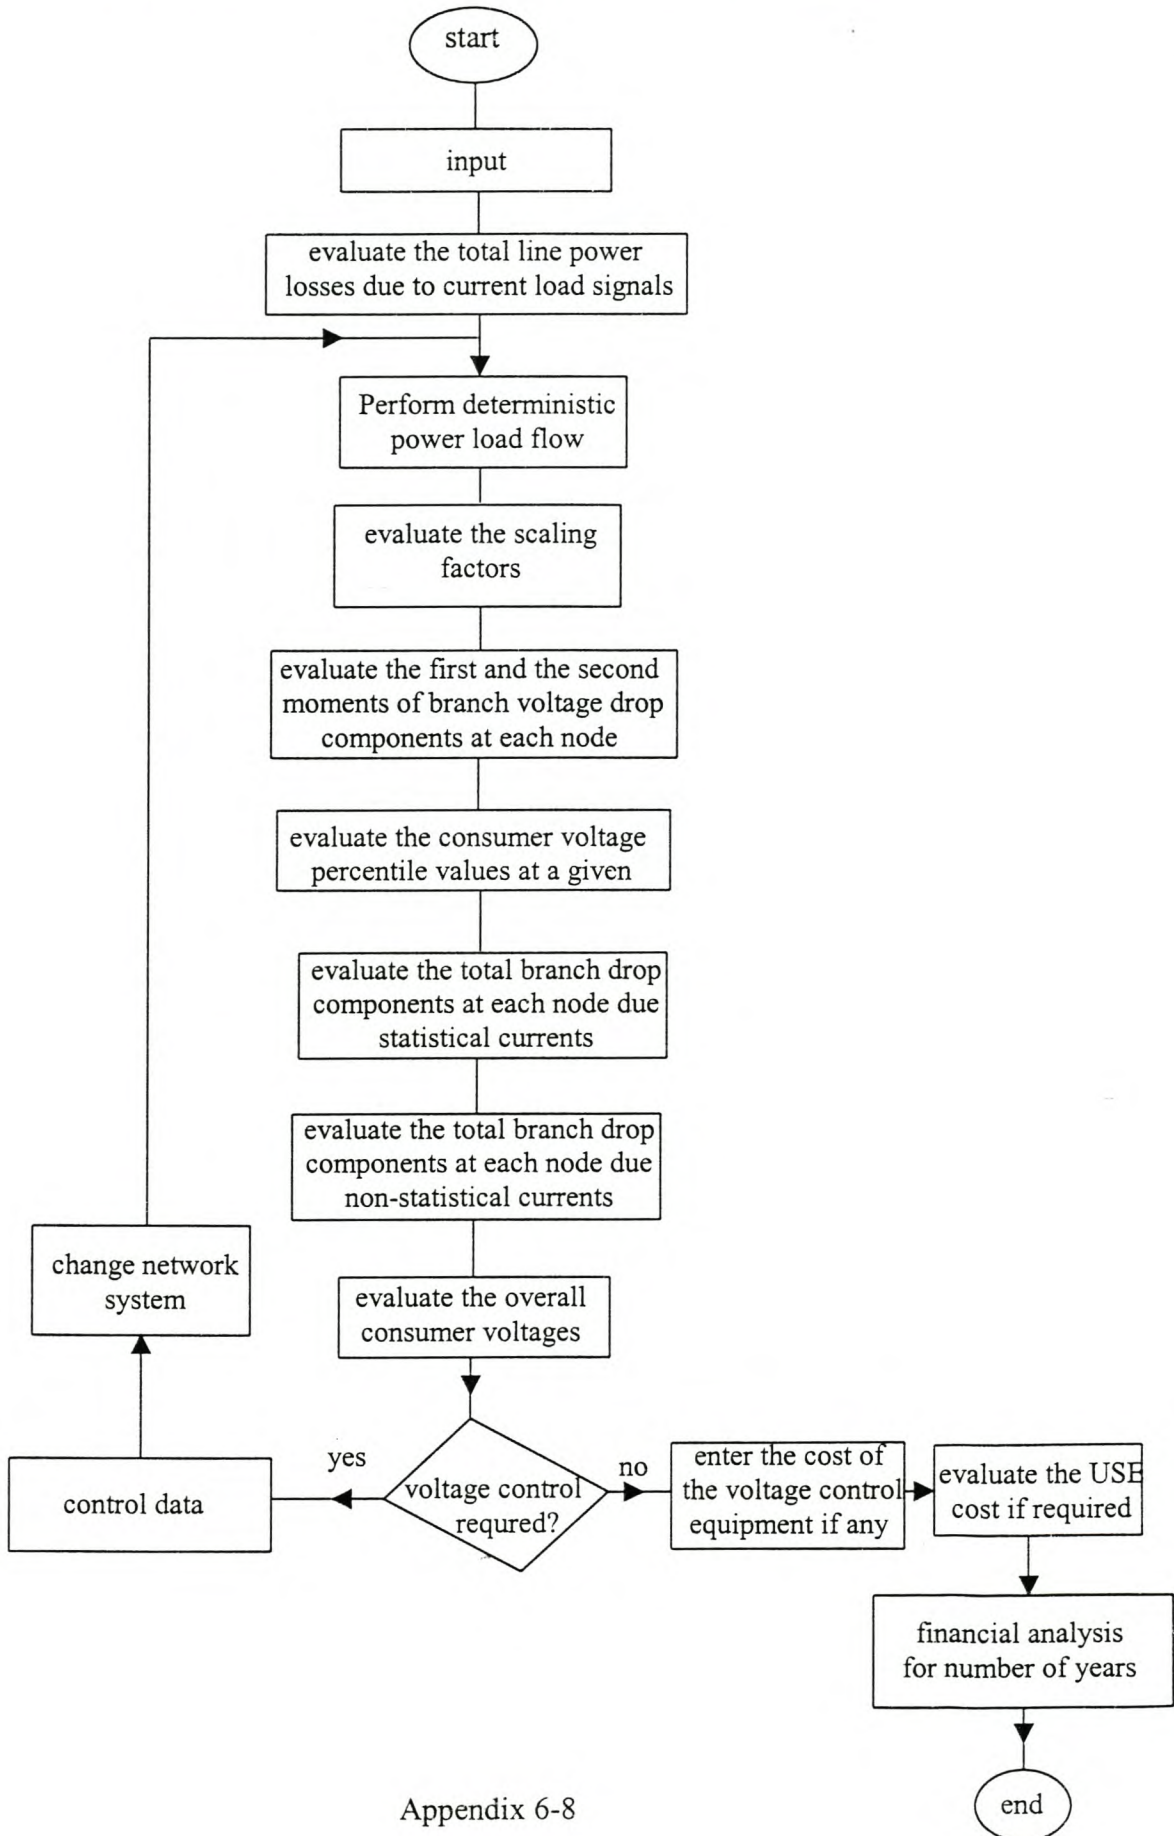 start
input
evaluate the total line power
losses due to current load signals
Perform deterministic
power load flow
evaluate the scaling
factors
evaluate the first and the second
moments of branch voltage drop
components at each node
evaluate the consumer voltage
percentile values at a given
evaluate the total branch drop
components at each node due
statistical currents
evaluate the total branch drop
components at each node due
non-statistical currents
change network
system
evaluate the overall
consumer voltages
yes
control data
voltage control
requred?
no
enter the cost of
the voltage control
equipment if any
evaluate the USE
cost if required
financial analysis
for number of years
end
Appendix 6-8